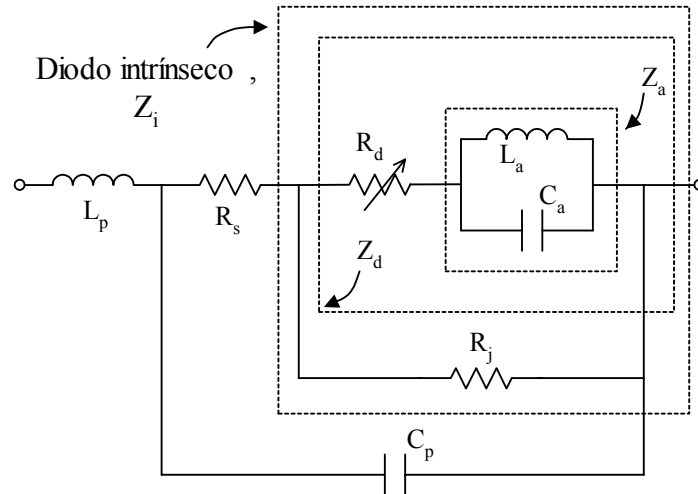 Diodo intrínseco ,
Z_i
Z_a
R_d
L_a
C_a
L_p
R_s
Z_d
R_j
C_p